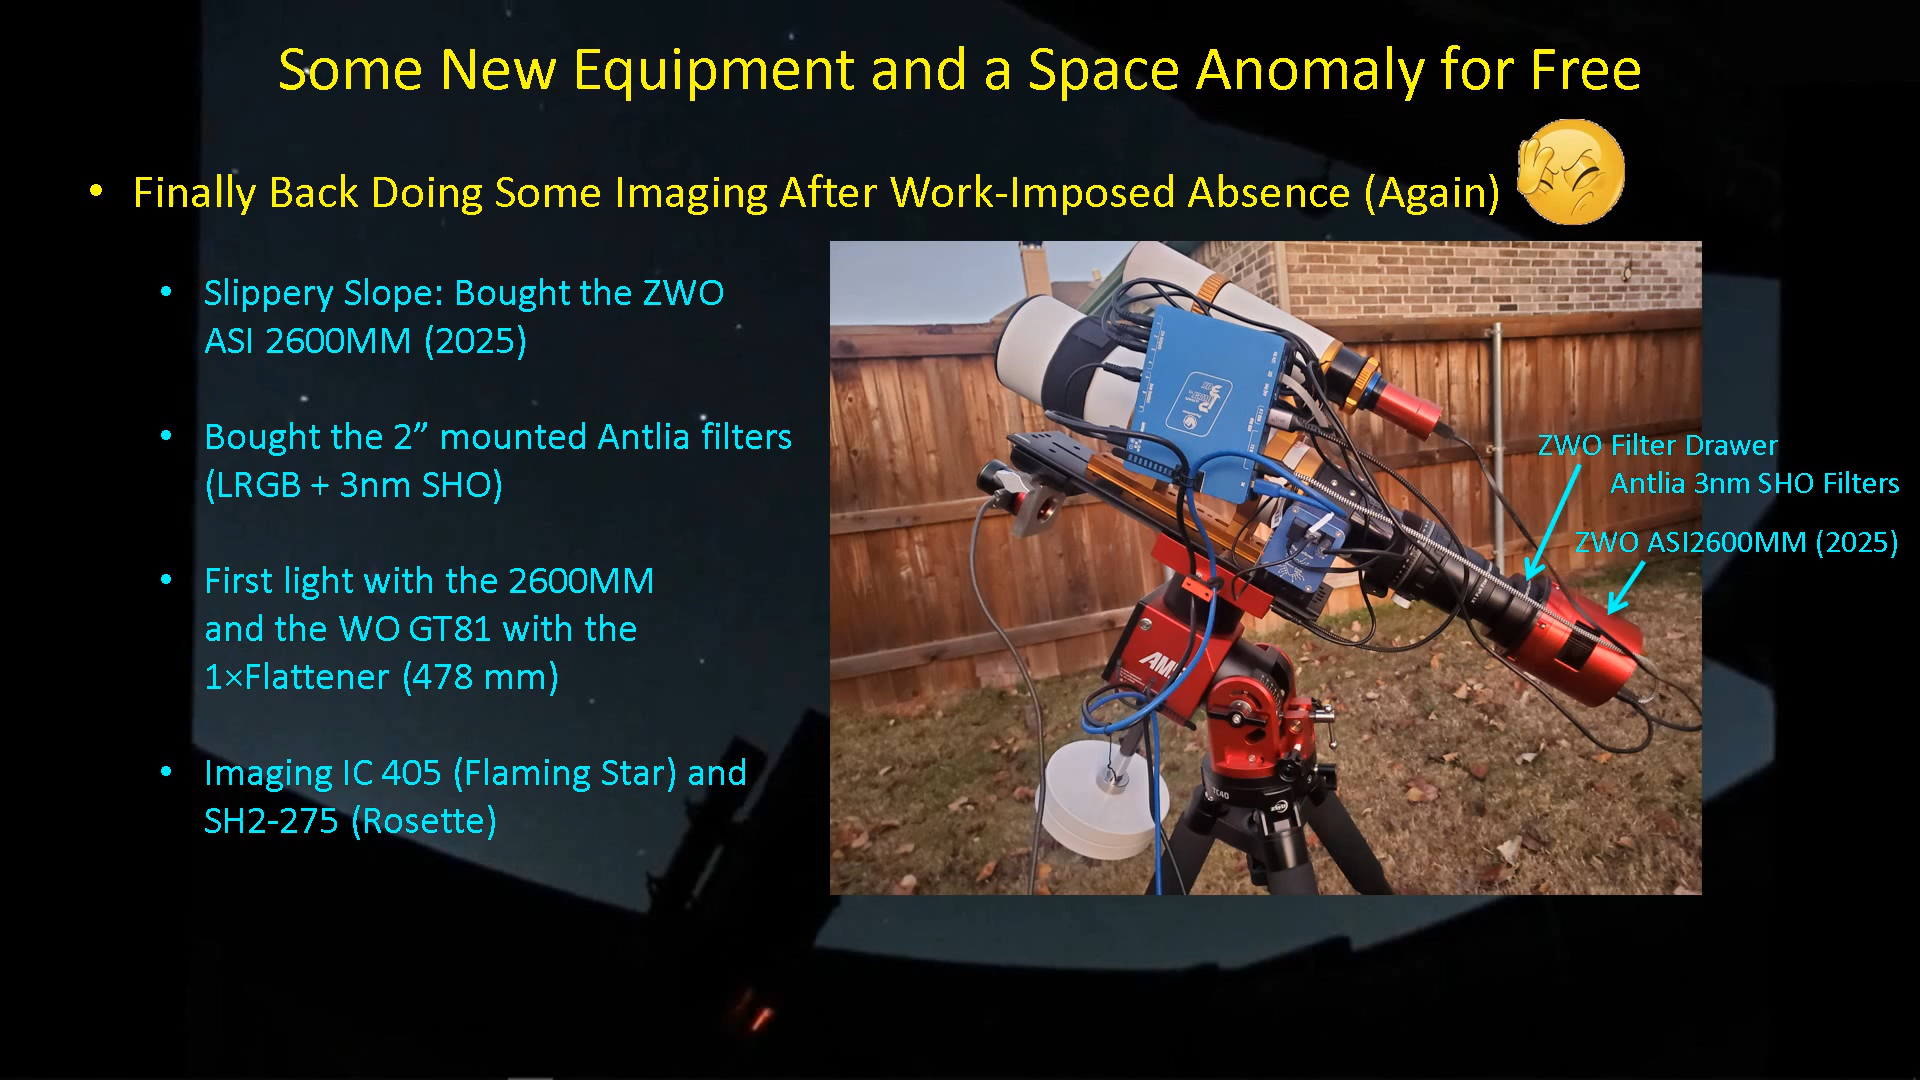 Some New Equipment and a Space Anomaly for Free
• Finally Back Doing Some Imaging After Work-Imposed Absence (Again)
• Slippery Slope: Bought the ZWO
ASI 2600MM (2025)
• Bought the 2” mounted Antlia filters
(LRGB + 3nm SHO)
• First light with the 2600MM
and the WO GT81 with the
1×Flattener (478 mm)
• Imaging IC 405 (Flaming Star) and
SH2-275 (Rosette)
ZWO Filter Drawer
Antlia 3nm SHO Filters
ZWO ASI2600MM (2025)
AM
TC40